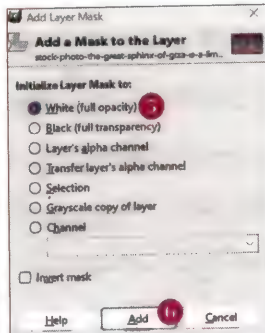 Add Layer Mask
Add a Mask to the Layer
Initialize Layer Mask to:
White (full opacity)
Black (full transparency)
Layer's alpha channel
Transfer layer's alpha channel
Selection
Grayscale copy of layer
Channel
Invert mask
Help Add Cancel